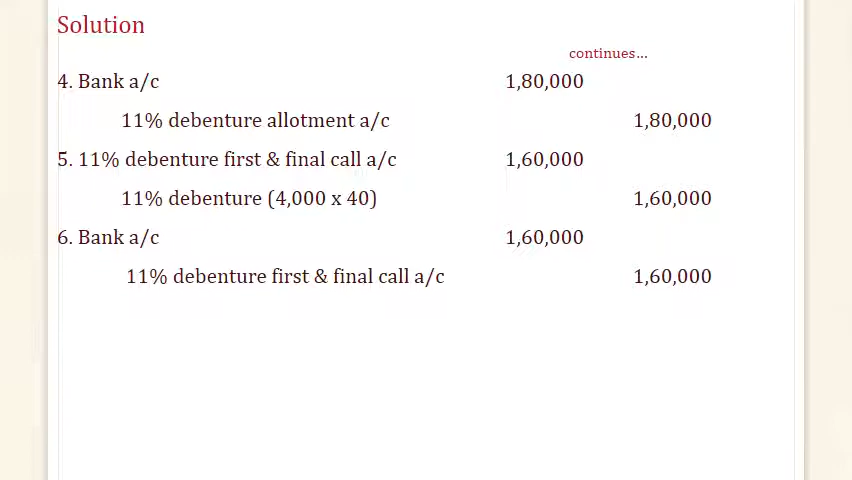 Solution
continues...
4. Bank a/c 1,80,000
11% debenture allotment a/c 1,80,000
5. 11% debenture first & final call a/c 1,60,000
11% debenture (4,000 x 40) 1,60,000
6. Bank a/c 1,60,000
11% debenture first & final call a/c 1,60,000